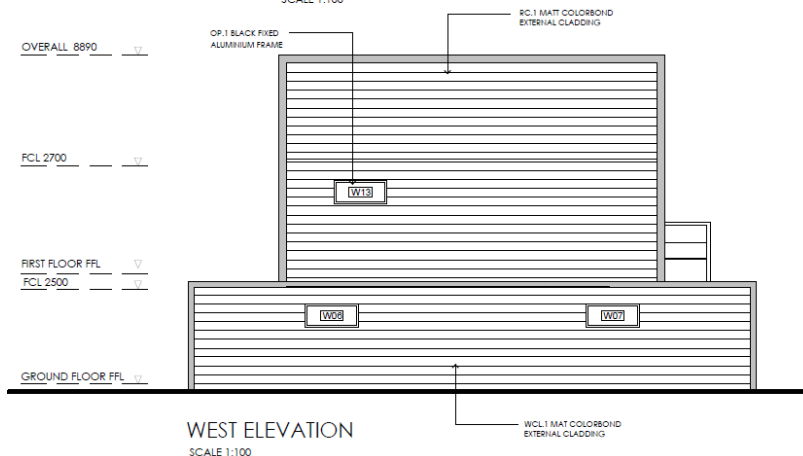 SCALE 1:100
RC.1 MATT COLORBOND
EXTERNAL CLADDING
OP.1 BLACK FIXED
ALUMINIUM FRAME
OVERALL 8890
FCL 2700
W13
FIRST FLOOR FFL
FCL 2500
W06
W07
GROUND FLOOR FFL
WEST ELEVATION
SCALE 1:100
WCL.1 MAT COLORBOND
EXTERNAL CLADDING